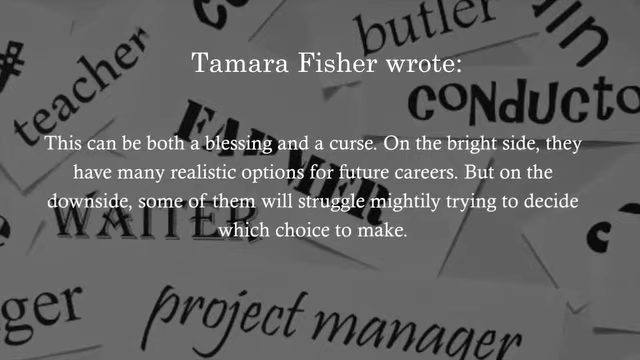 Tamara Fisher wrote:
This can be both a blessing and a curse. On the bright side, they
have many realistic options for future careers. But on the
downside, some of them will struggle mightily trying to decide
which choice to make.
teacher
butler
FARMER
WAITER
project manager